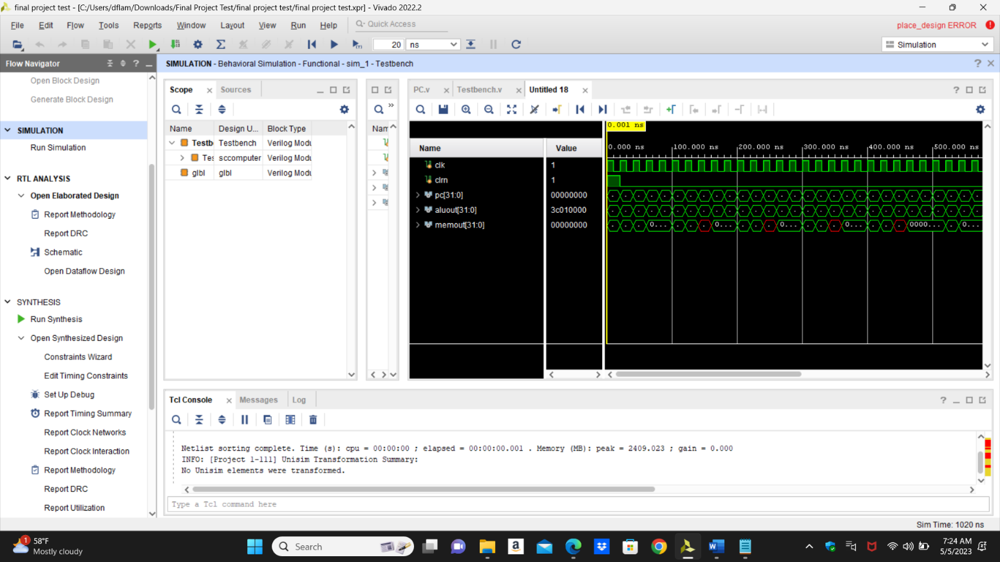 final project test - [C:/Users/dflam/Downloads/Final Project Test/final project test/final project test.xpr] - Vivado 2022.2
File Edit Flow Tools Reports Window Layout View Run Help Quick Access
place_design ERROR
20 ns
Simulation
Flow Navigator
SIMULATION - Behavioral Simulation - Functional - sim_1 - Testbench
Open Block Design
Generate Block Design
SIMULATION
Run Simulation
RTL ANALYSIS
Open Elaborated Design
Report Methodology
Report DRC
Schematic
Open Dataflow Design
SYNTHESIS
Run Synthesis
Open Synthesized Design
Constraints Wizard
Edit Timing Constraints
Set Up Debug
Report Timing Summary
Report Clock Networks
Report Clock Interaction
Report Methodology
Report DRC
Report Utilization
Scope Sources
Name Design U... Block Type
Testb Testbench Verilog Modu
Tes sccomputer Verilog Modu
glbl glbl Verilog Modu
Nam
PC.v Testbench.v Untitled 18
0.001 ns
Name Value
0.000 ns 100.000 ns 200.000 ns 300.000 ns 400.000 ns 500.000 ns
clk 1
clrn 1
pc[31:0] 00000000
aluout[31:0] 3c010000
memout[31:0] 00000000
0... 0... 0... 0... 0000... 0...
Tcl Console Messages Log
Netlist sorting complete. Time (s): cpu = 00:00:00 ; elapsed = 00:00:00.001 . Memory (MB): peak = 2409.023 ; gain = 0.000
INFO: [Project 1-111] Unisim Transformation Summary:
No Unisim elements were transformed.
Type a Tcl command here
Sim Time: 1020 ns
1
58°F
Mostly cloudy
Search
7:24 AM
5/5/2023